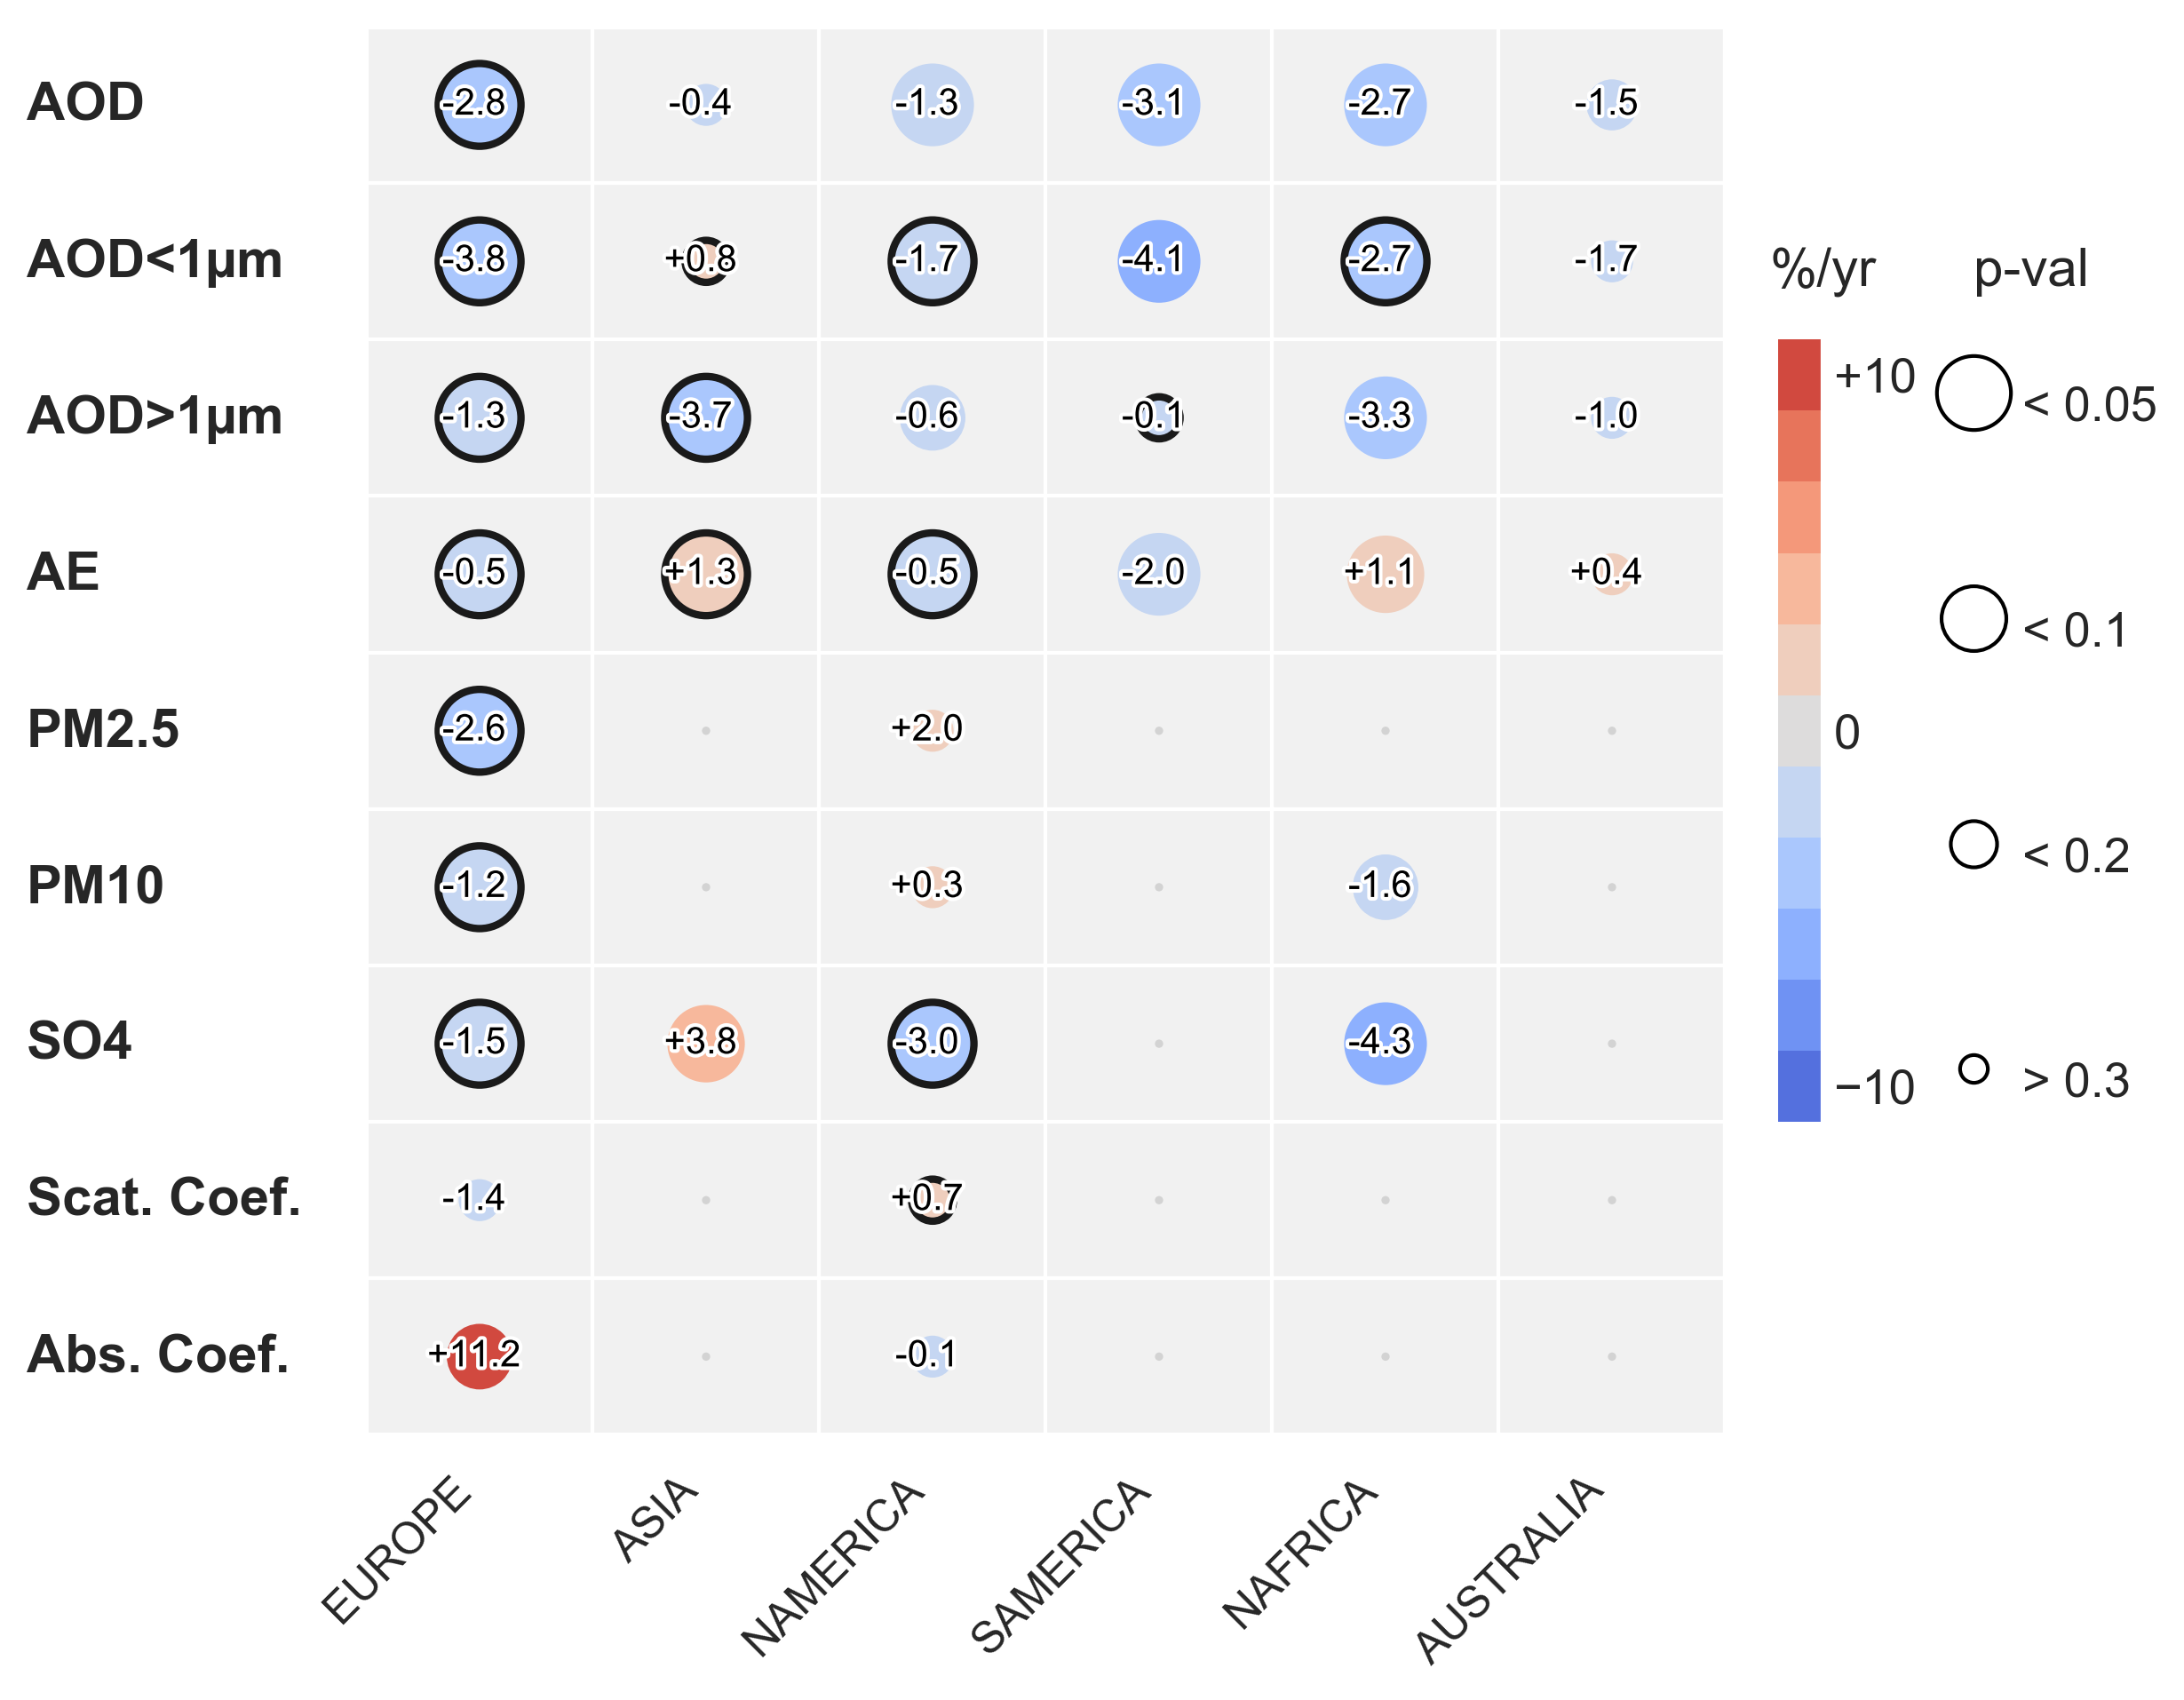 AOD -2.8 -0.4 -1.3 -3.1 -2.7 -1.5
AOD<1µm -3.8 +0.8 -1.7 -4.1 -2.7 -1.7
AOD>1µm -1.3 -3.7 -0.6 -0.1 -3.3 -1.0
AE -0.5 +1.3 -0.5 -2.0 +1.1 +0.4
PM2.5 -2.6 +2.0
PM10 -1.2 +0.3 -1.6
SO4 -1.5 +3.8 -3.0 -4.3
Scat. Coef. -1.4 +0.7
Abs. Coef. +11.2 -0.1
EUROPE ASIA NAMERICA SAMERICA NAFRICA AUSTRALIA
%/yr
+10
0
−10
p-val
< 0.05
< 0.1
< 0.2
> 0.3